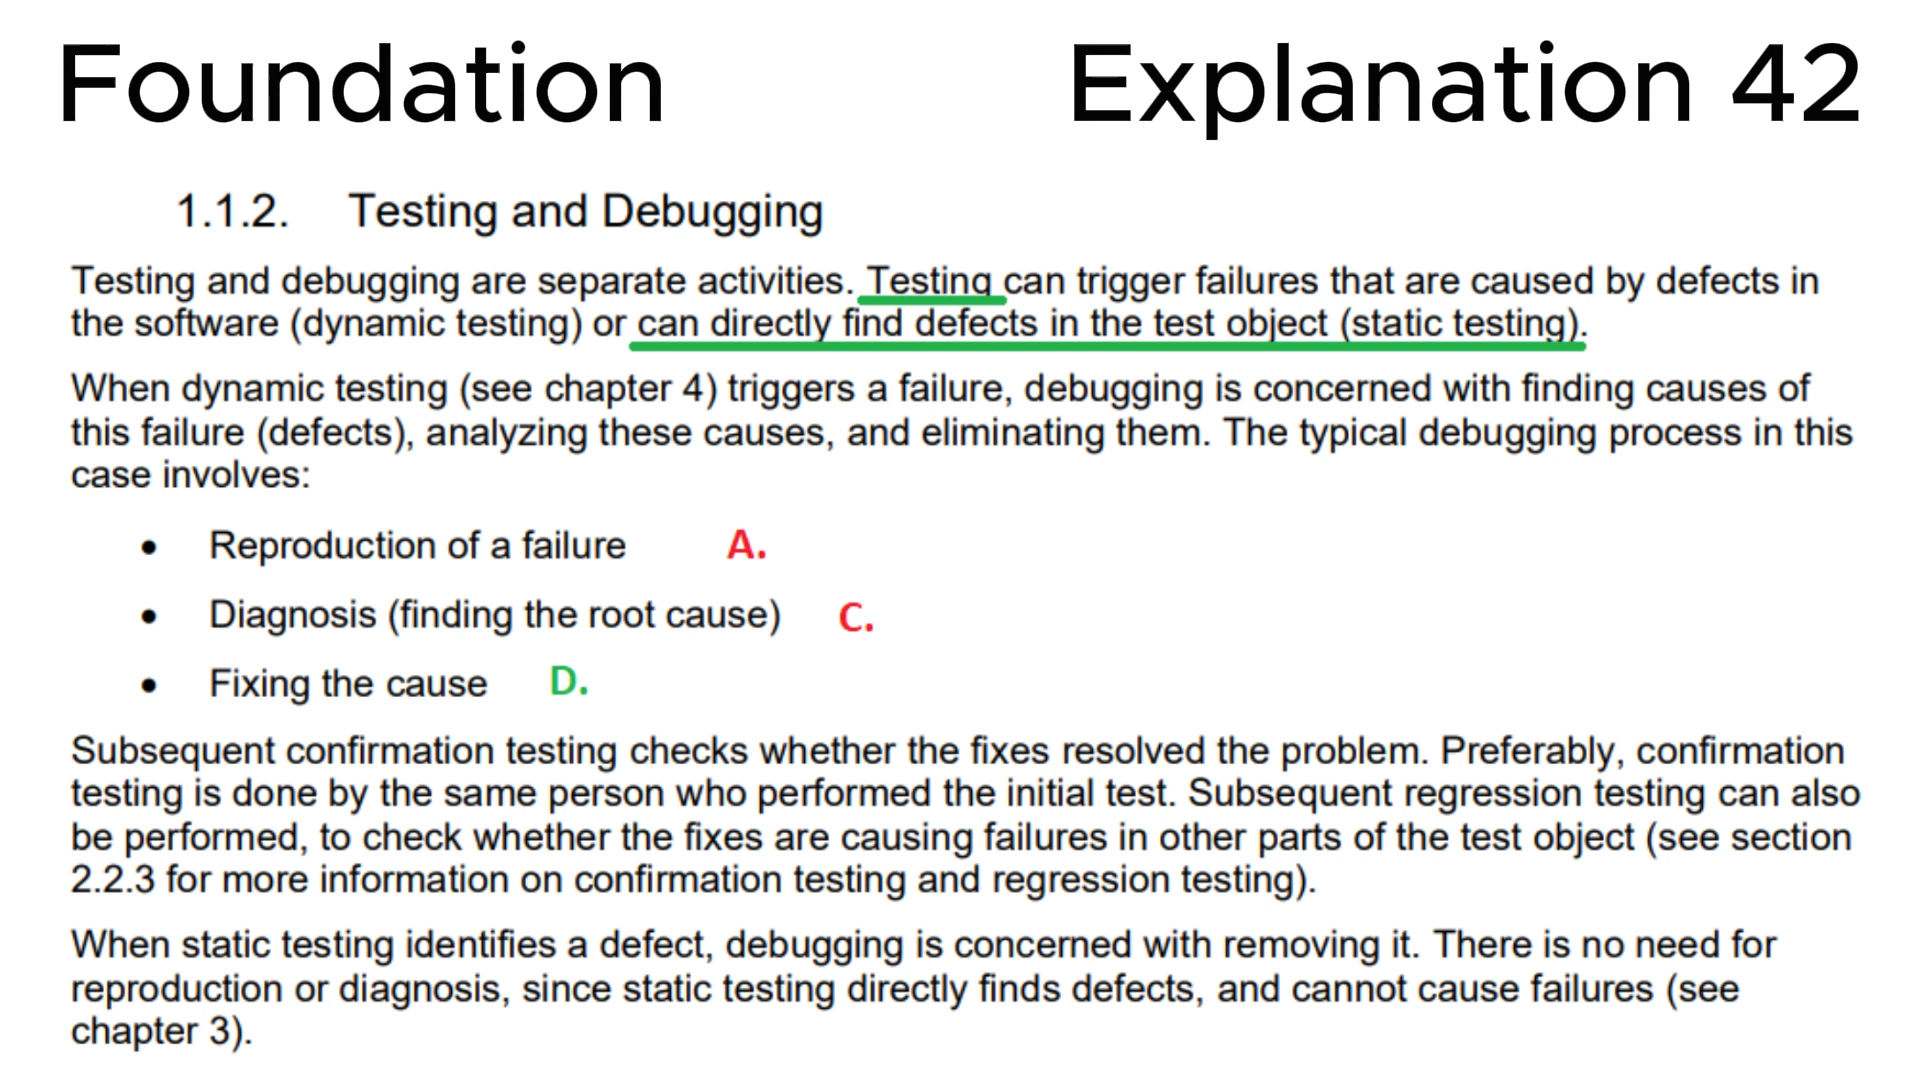 Foundation
Explanation 42
1.1.2. Testing and Debugging
Testing and debugging are separate activities. Testing can trigger failures that are caused by defects in
the software (dynamic testing) or can directly find defects in the test object (static testing).
When dynamic testing (see chapter 4) triggers a failure, debugging is concerned with finding causes of
this failure (defects), analyzing these causes, and eliminating them. The typical debugging process in this
case involves:
• Reproduction of a failure A.
• Diagnosis (finding the root cause) C.
• Fixing the cause D.
Subsequent confirmation testing checks whether the fixes resolved the problem. Preferably, confirmation
testing is done by the same person who performed the initial test. Subsequent regression testing can also
be performed, to check whether the fixes are causing failures in other parts of the test object (see section
2.2.3 for more information on confirmation testing and regression testing).
When static testing identifies a defect, debugging is concerned with removing it. There is no need for
reproduction or diagnosis, since static testing directly finds defects, and cannot cause failures (see
chapter 3).